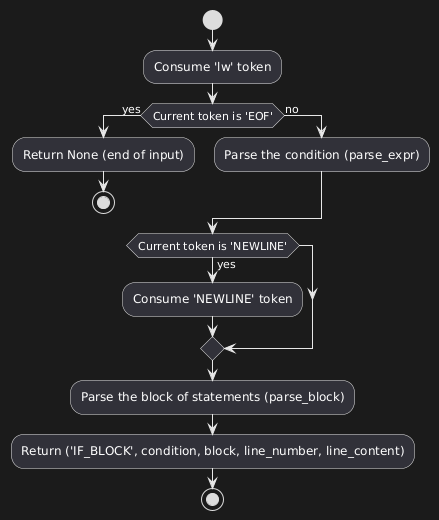 Consume 'lw' token
yes
Current token is 'EOF'
no
Return None (end of input)
Parse the condition (parse_expr)
Current token is 'NEWLINE'
yes
Consume 'NEWLINE' token
Parse the block of statements (parse_block)
Return ('IF_BLOCK', condition, block, line_number, line_content)